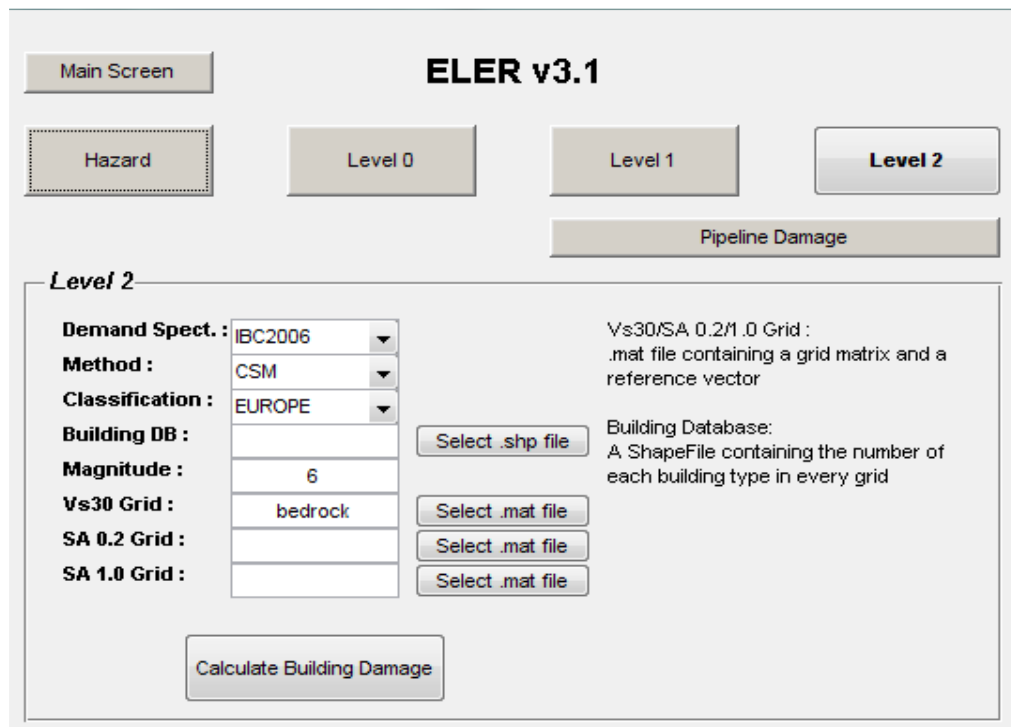 Main Screen
ELER v3.1
Hazard
Level 0
Level 1
Level 2
Pipeline Damage
Level 2
Demand Spect. : IBC2006
Method : CSM
Classification : EUROPE
Building DB : Select .shp file
Magnitude : 6
Vs30 Grid : bedrock Select .mat file
SA 0.2 Grid : Select .mat file
SA 1.0 Grid : Select .mat file
Vs30/SA 0.2/1.0 Grid :
.mat file containing a grid matrix and a
reference vector
Building Database:
A ShapeFile containing the number of
each building type in every grid
Calculate Building Damage